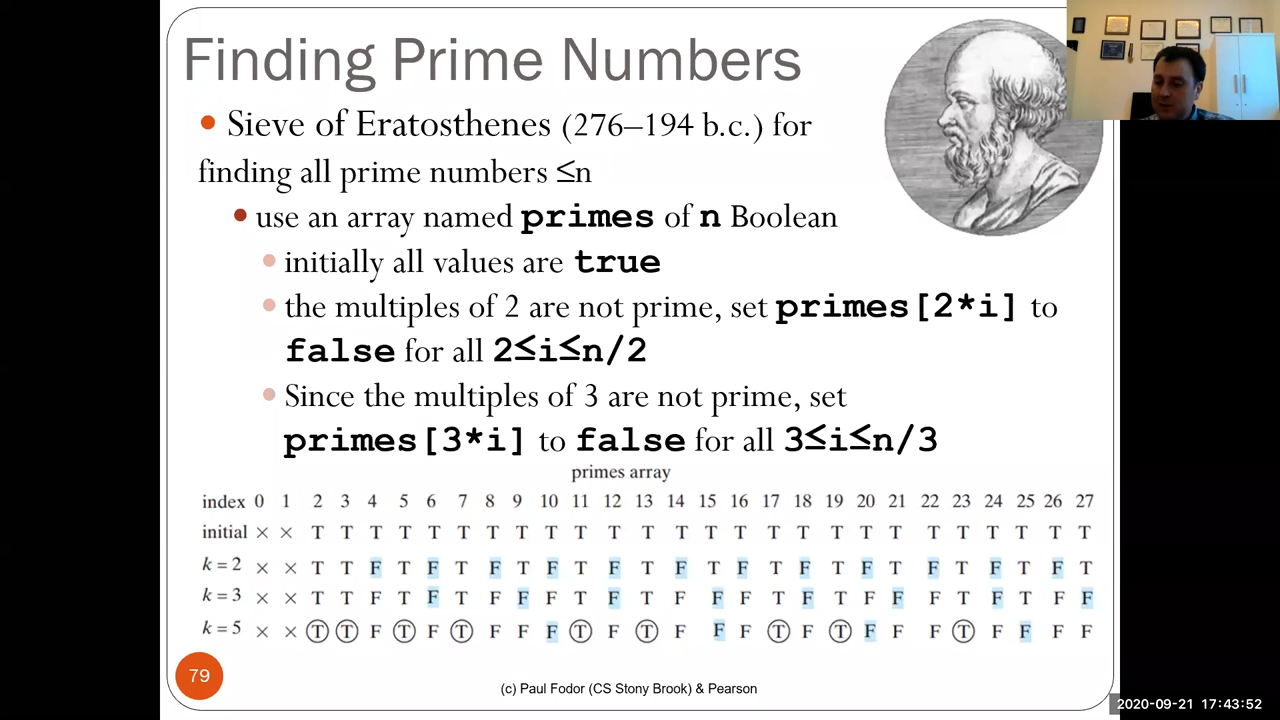 Finding Prime Numbers
• Sieve of Eratosthenes (276–194 b.c.) for
finding all prime numbers ≤n
• use an array named primes of n Boolean
• initially all values are true
• the multiples of 2 are not prime, set primes[2*i] to
false for all 2≤i≤n/2
• Since the multiples of 3 are not prime, set
primes[3*i] to false for all 3≤i≤n/3
primes array
index 0 1 2 3 4 5 6 7 8 9 10 11 12 13 14 15 16 17 18 19 20 21 22 23 24 25 26 27
initial × × T T T T T T T T T T T T T T T T T T T T T T T T T T
k = 2 × × T T F T F T F T F T F T F T F T F T F T F T F T F T
k = 3 × × T T F T F T F F F T F T F F F T F T F F F T F T F F
k = 5 × × T T F T F T F F F T F T F F F T F T F F F T F F F F
79
(c) Paul Fodor (CS Stony Brook) & Pearson
2020-09-21 17:43:52